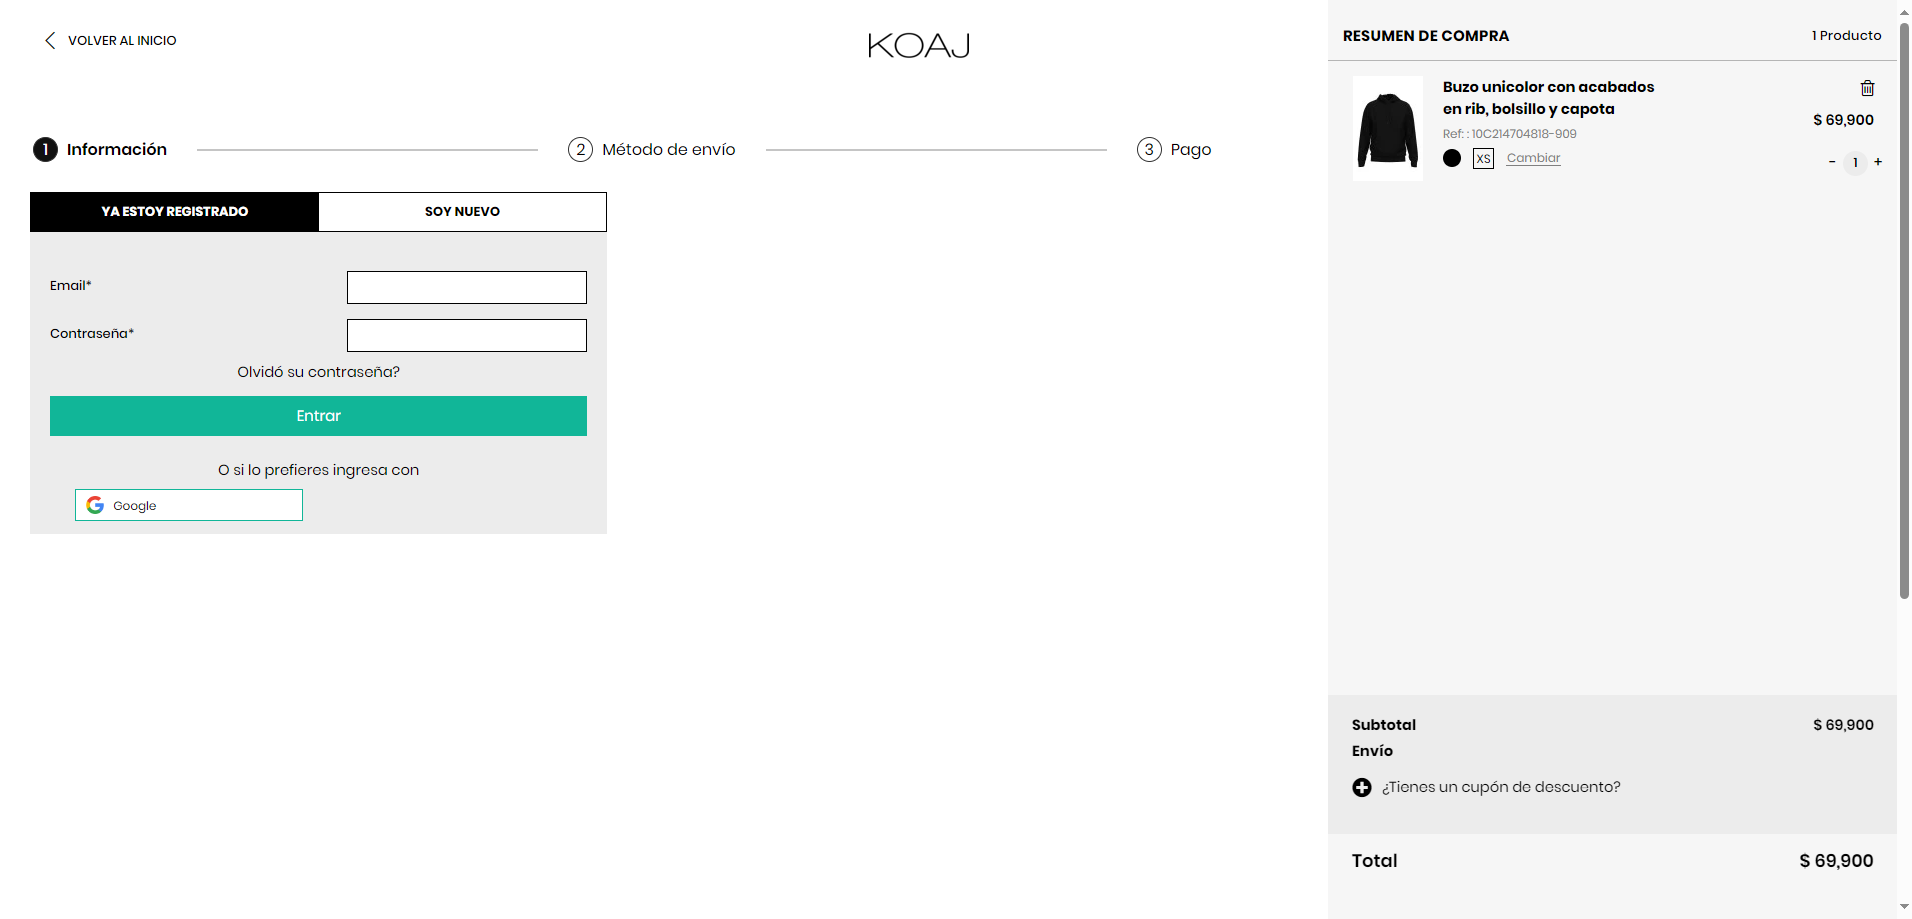 VOLVER AL INICIO
KOAJ
1 Información
2 Método de envío
3 Pago
YA ESTOY REGISTRADO
SOY NUEVO
Email*
Contraseña*
Olvidó su contraseña?
Entrar
O si lo prefieres ingresa con
Google
RESUMEN DE COMPRA
1 Producto
Buzo unicolor con acabados
en rib, bolsillo y capota
$ 69,900
Ref: : 10C214704818-909
XS Cambiar
- 1 +
Subtotal $ 69,900
Envío
¿Tienes un cupón de descuento?
Total $ 69,900